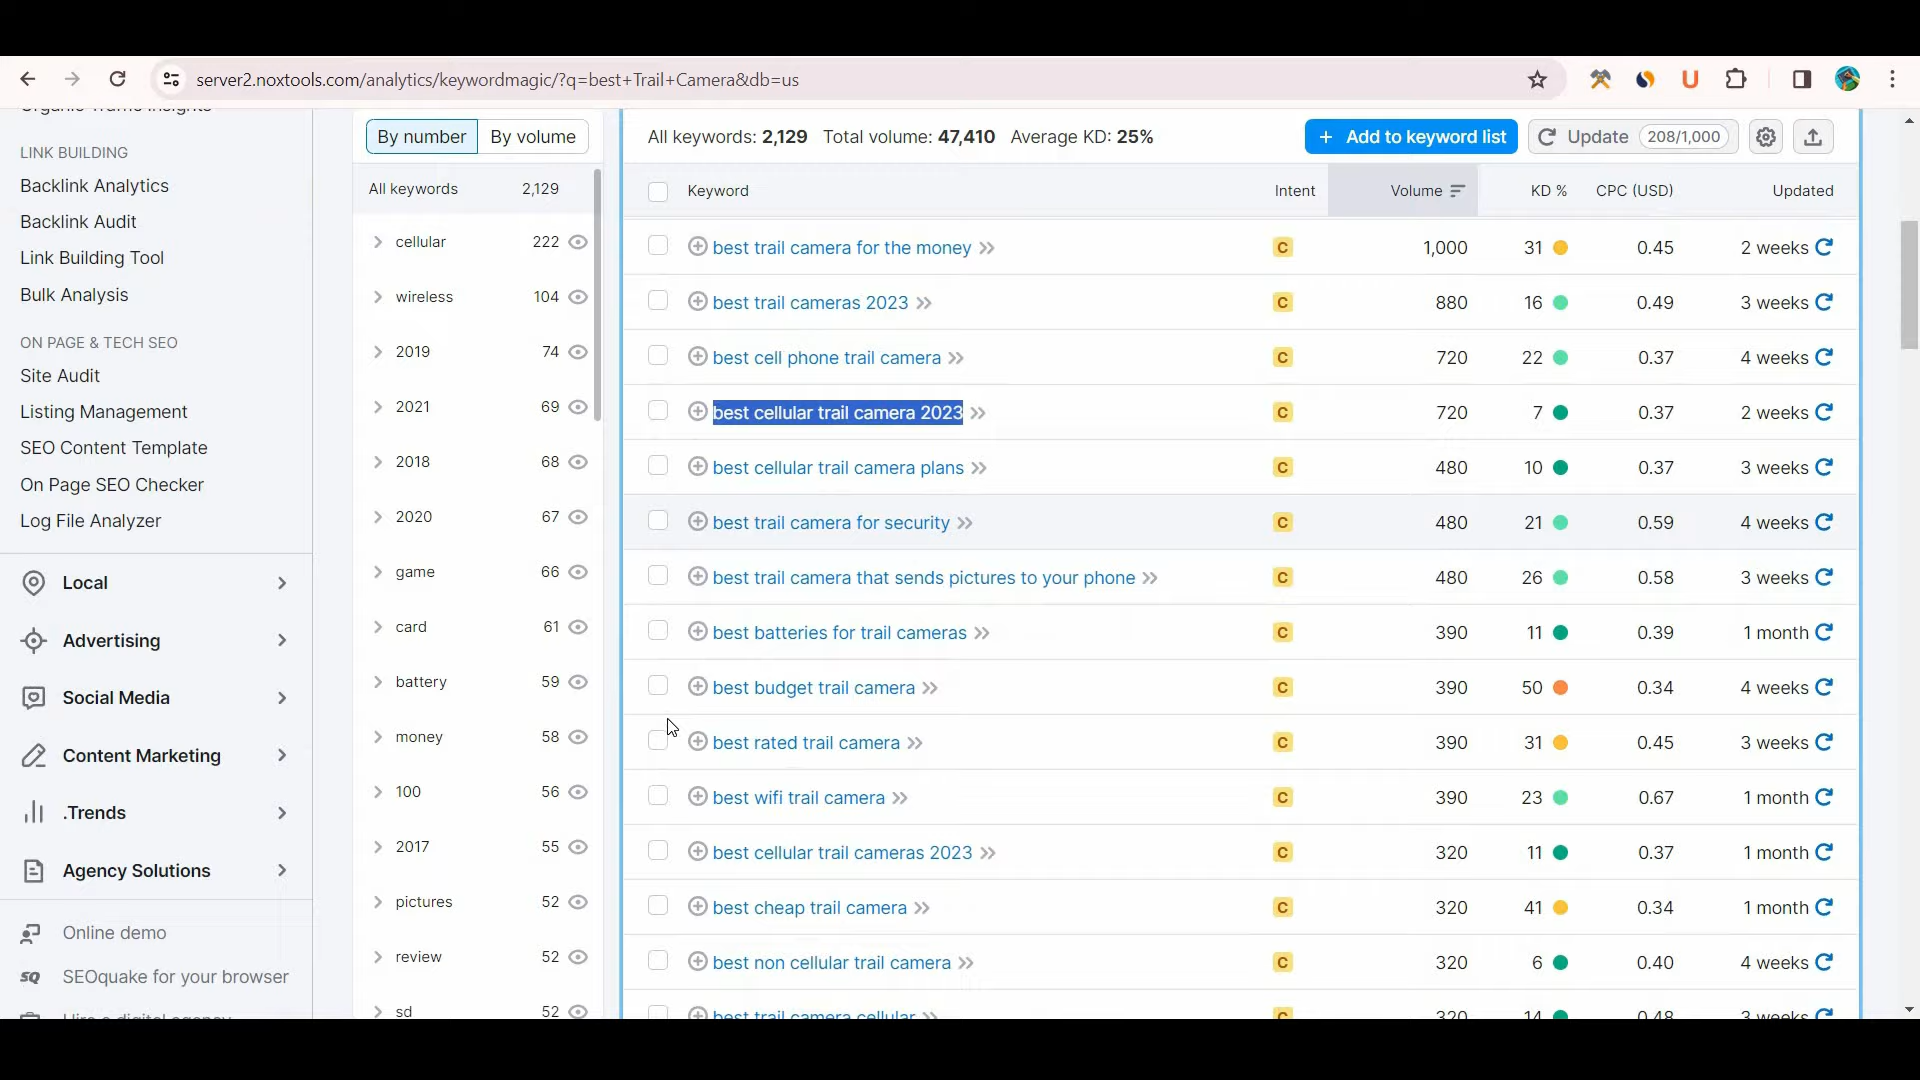 server2.noxtools.com/analytics/keywordmagic/?q=best+Trail+Camera&db=us
Organic Traffic Insights
LINK BUILDING
Backlink Analytics
Backlink Audit
Link Building Tool
Bulk Analysis
ON PAGE & TECH SEO
Site Audit
Listing Management
SEO Content Template
On Page SEO Checker
Log File Analyzer
Local
Advertising
Social Media
Content Marketing
.Trends
Agency Solutions
Online demo
SEOquake for your browser
Hire a digital agency
By number By volume
All keywords 2,129
cellular 222
wireless 104
2019 74
2021 69
2018 68
2020 67
game 66
card 61
battery 59
money 58
100 56
2017 55
pictures 52
review 52
sd 52
All keywords: 2,129 Total volume: 47,410 Average KD: 25%
+ Add to keyword list Update 208/1,000
Keyword Intent Volume KD % CPC (USD) Updated
best trail camera for the money C 1,000 31 0.45 2 weeks
best trail cameras 2023 C 880 16 0.49 3 weeks
best cell phone trail camera C 720 22 0.37 4 weeks
best cellular trail camera 2023 C 720 7 0.37 2 weeks
best cellular trail camera plans C 480 10 0.37 3 weeks
best trail camera for security C 480 21 0.59 4 weeks
best trail camera that sends pictures to your phone C 480 26 0.58 3 weeks
best batteries for trail cameras C 390 11 0.39 1 month
best budget trail camera C 390 50 0.34 4 weeks
best rated trail camera C 390 31 0.45 3 weeks
best wifi trail camera C 390 23 0.67 1 month
best cellular trail cameras 2023 C 320 11 0.37 1 month
best cheap trail camera C 320 41 0.34 1 month
best non cellular trail camera C 320 6 0.40 4 weeks
best trail camera cellular C 320 14 0.48 3 weeks